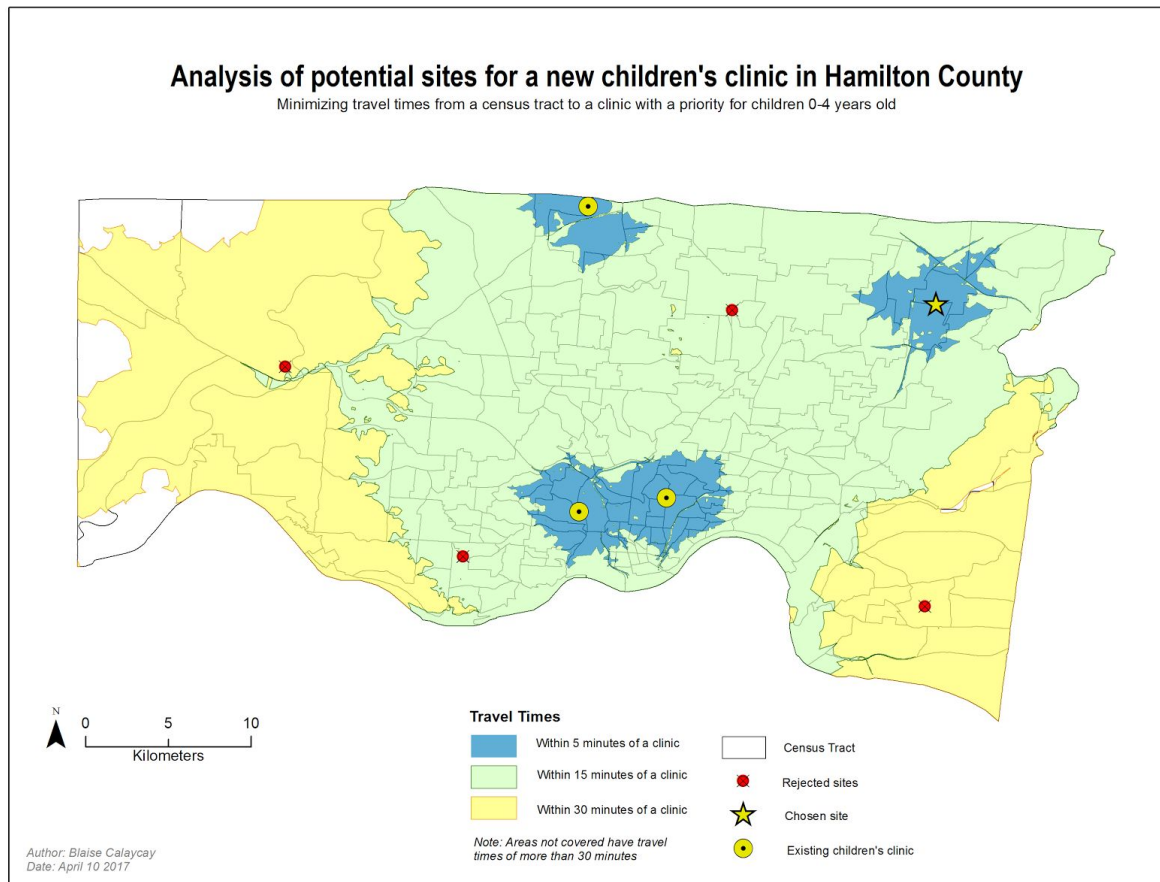 Analysis of potential sites for a new children's clinic in Hamilton County
Minimizing travel times from a census tract to a clinic with a priority for children 0-4 years old
N
0 5 10
Kilometers
Travel Times
Within 5 minutes of a clinic
Within 15 minutes of a clinic
Within 30 minutes of a clinic
Note: Areas not covered have travel
times of more than 30 minutes
Census Tract
Rejected sites
Chosen site
Existing children's clinic
Author: Blaise Calaycay
Date: April 10 2017